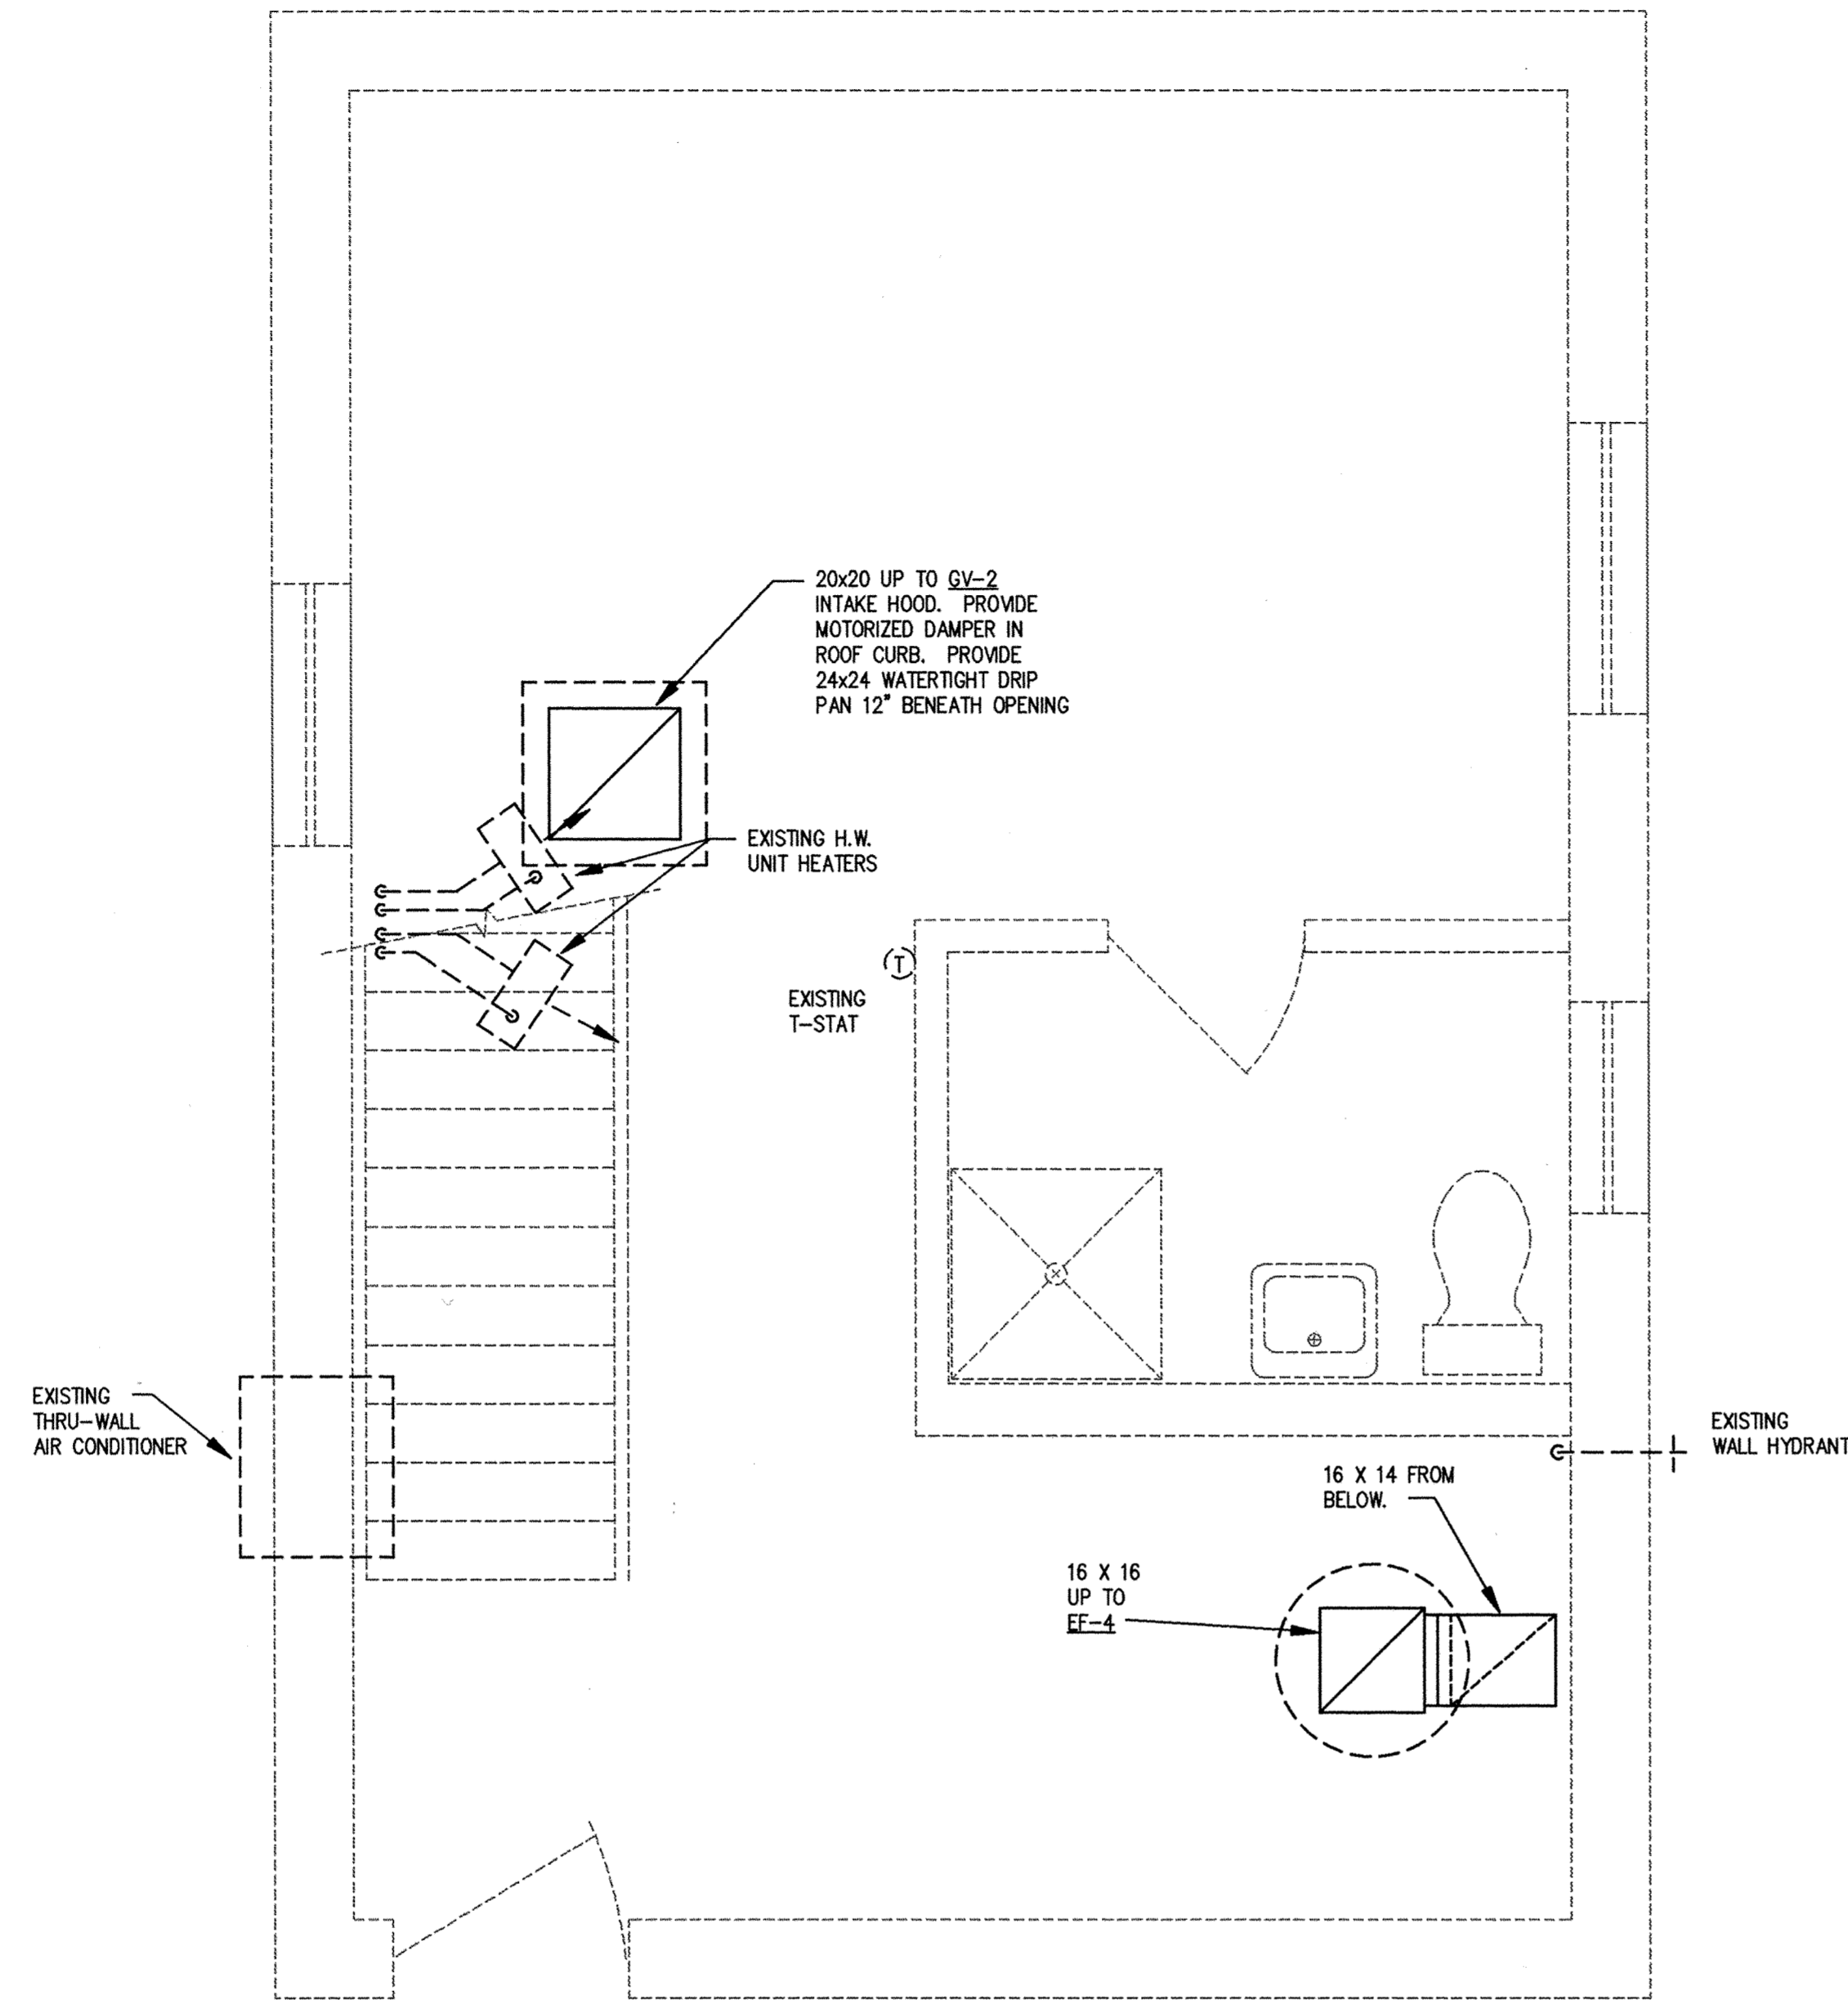 20x20 UP TO GV-2
INTAKE HOOD. PROVIDE
MOTORIZED DAMPER IN
ROOF CURB. PROVIDE
24x24 WATERTIGHT DRIP
PAN 12" BENEATH OPENING
EXISTING H.W.
UNIT HEATERS
T
EXISTING
T-STAT
EXISTING
THRU-WALL
AIR CONDITIONER
EXISTING
WALL HYDRANT
16 X 14 FROM
BELOW.
16 X 16
UP TO
EF-4